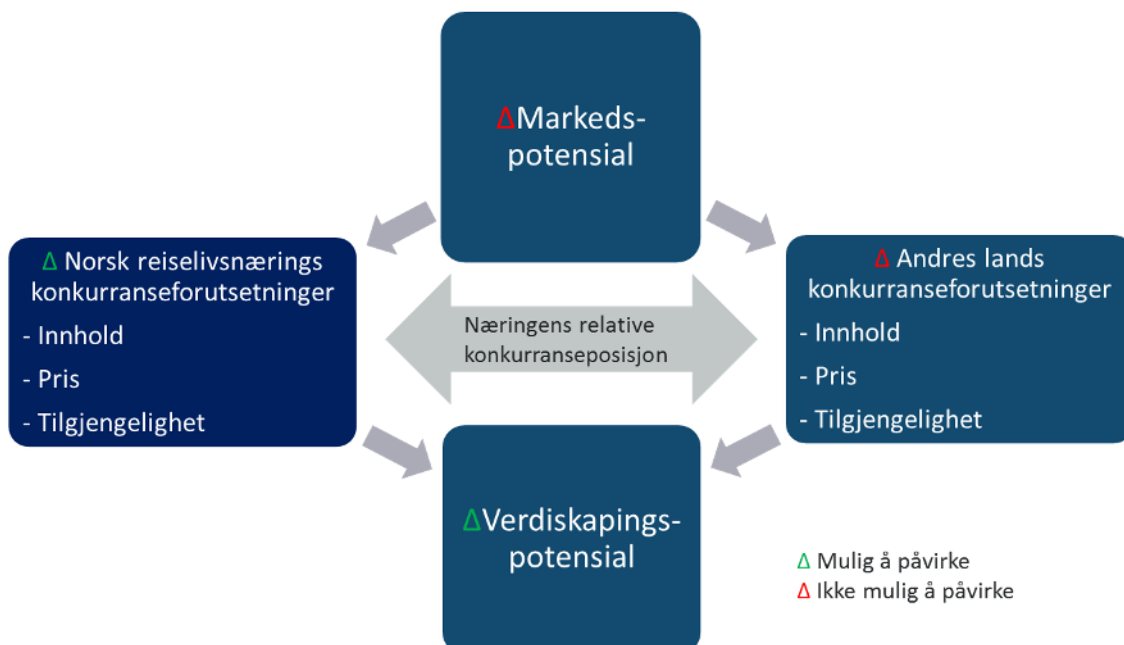 ΔMarkeds-
potensial
Δ Norsk reiselivsnærings
konkurranseforutsetninger
- Innhold
- Pris
- Tilgjengelighet
Næringens relative
konkurranseposisjon
Δ Andres lands
konkurranseforutsetninger
- Innhold
- Pris
- Tilgjengelighet
ΔVerdiskapings-
potensial
Δ Mulig å påvirke
Δ Ikke mulig å påvirke